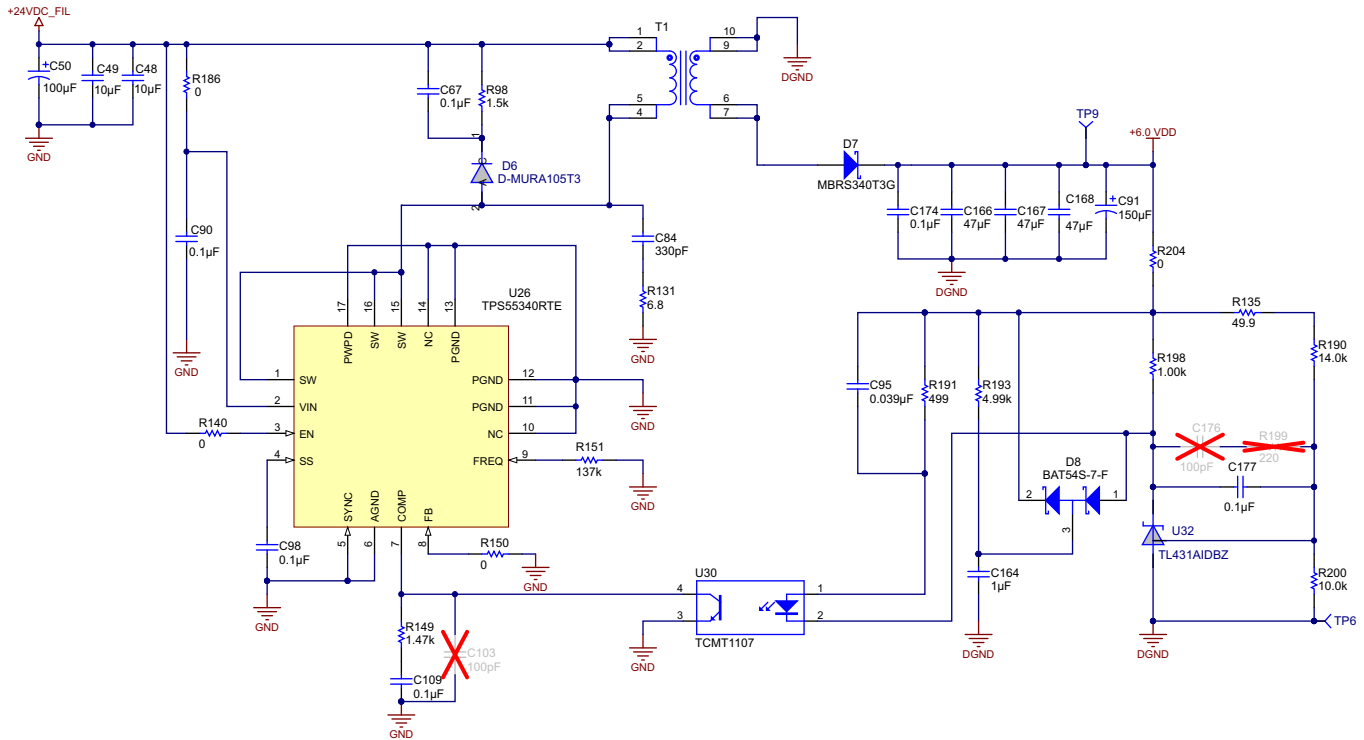 +24VDC_FIL
C50
100µF
C49
10µF
C48
10µF
R186
0
C67
0.1µF
R98
1.5k
T1
1
2
5
4
10
9
6
7
DGND
GND
1
C
D6
D-MURA105T3
A
2
D7
MBRS340T3G
TP9
+6.0 VDD
C174
0.1µF
C166
47µF
C167
47µF
C168
47µF
C91
150µF
DGND
C90
0.1µF
GND
C84
330pF
R131
6.8
GND
R204
0
U26
TPS55340RTE
17
16
15
14
13
PWPD
SW
SW
NC
PGND
1
SW
2
VIN
3
EN
4
SS
PGND
12
PGND
11
NC
10
FREQ
9
SYNC
AGND
COMP
FB
5
6
7
8
GND
R140
0
R151
137k
GND
R150
0
GND
C98
0.1µF
GND
R149
1.47k
C103
100pF
C109
0.1µF
GND
U30
4
3
1
2
TCMT1107
GND
C95
0.039µF
R191
499
R193
4.99k
R198
1.00k
R135
49.9
R190
14.0k
C176
100pF
R199
220
C177
0.1µF
D8
BAT54S-7-F
2
1
3
C164
1µF
DGND
U32
TL431AIDBZ
R200
10.0k
TP6
DGND